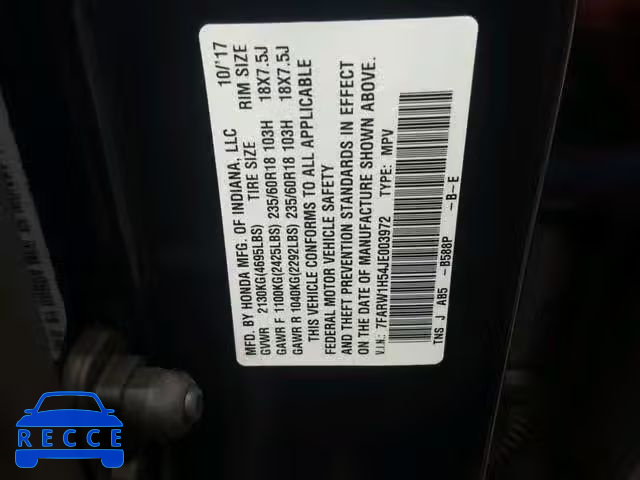 MFD. BY HONDA MFG. OF INDIANA, LLC 10/'17
GVWR 2130KG(4695LBS) TIRE SIZE RIM SIZE
GAWR F 1100KG(2425LBS) 235/60R18 103H 18X7.5J
GAWR R 1040KG(2292LBS) 235/60R18 103H 18X7.5J
THIS VEHICLE CONFORMS TO ALL APPLICABLE
FEDERAL MOTOR VEHICLE SAFETY
AND THEFT PREVENTION STANDARDS IN EFFECT
ON THE DATE OF MANUFACTURE SHOWN ABOVE.
V.I.N.: 7FARW1H54JE003972 TYPE: MPV
TNS J AB5 -B588P -B-E
FREECCE